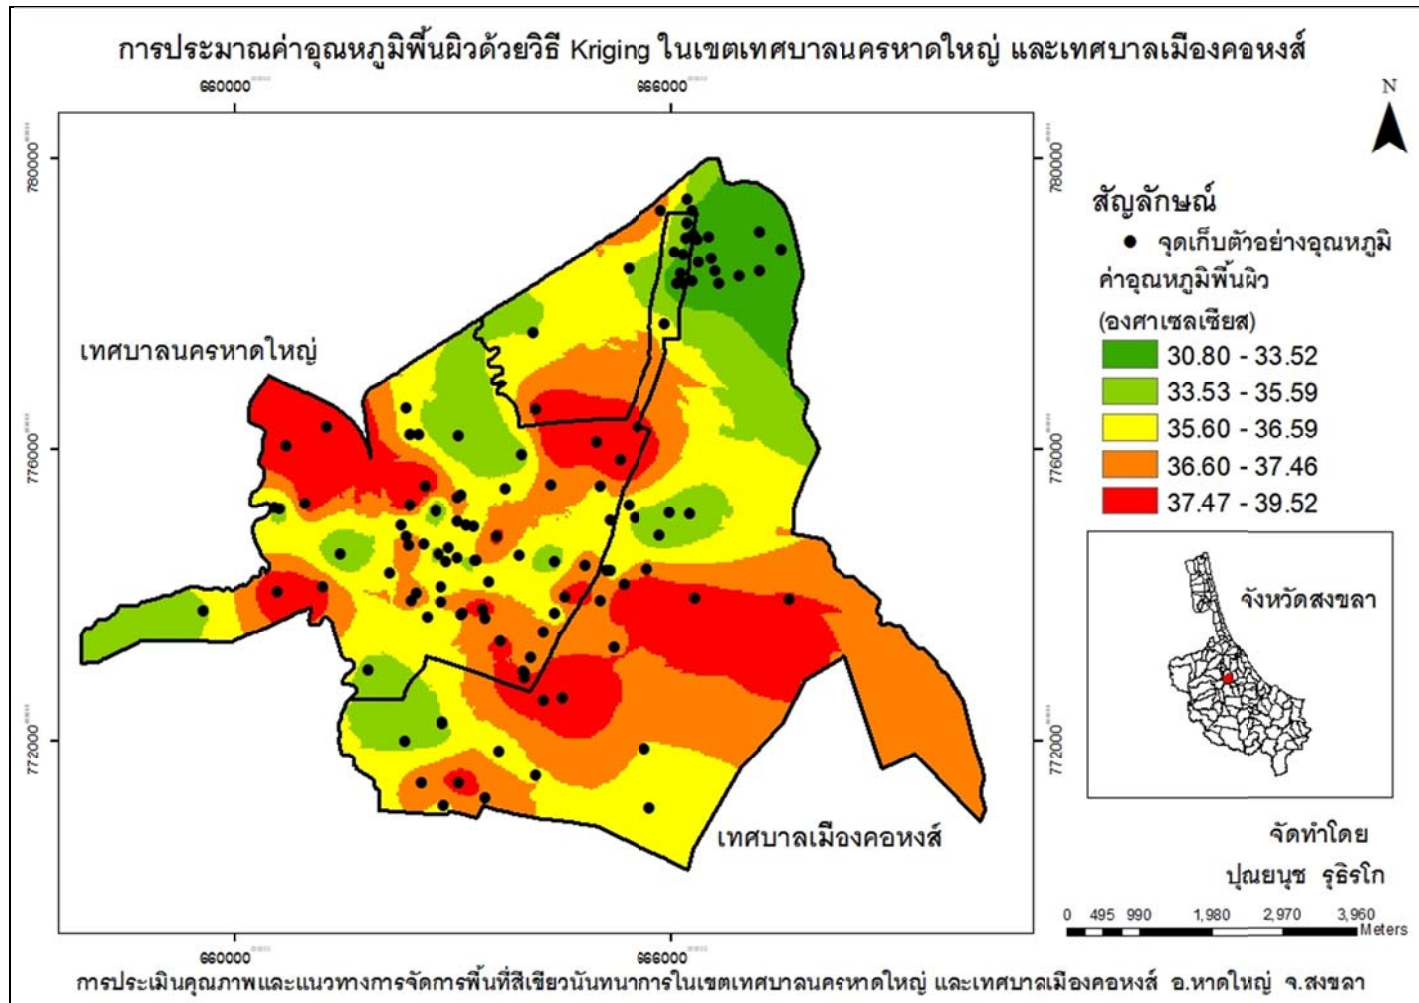 การประมาณค่าอุณหภูมิพื้นผิวด้วยวิธี Kriging ในเขตเทศบาลนครหาดใหญ่ และเทศบาลเมืองคอหงส์
660000 666000
N
780000 780000
สัญลักษณ์
จุดเก็บตัวอย่างอุณหภูมิ
ค่าอุณหภูมิพื้นผิว
(องศาเซลเซียส)
30.80 - 33.52
33.53 - 35.59
35.60 - 36.59
36.60 - 37.46
37.47 - 39.52
เทศบาลนครหาดใหญ่
776000 776000
จังหวัดสงขลา
772000 772000
เทศบาลเมืองคอหงส์
จัดทำโดย
ปุณยนุช รุธิรโก
0 495 990 1,980 2,970 3,960
Meters
660000 666000
การประเมินคุณภาพและแนวทางการจัดการพื้นที่สีเขียวนันทนาการในเขตเทศบาลนครหาดใหญ่ และเทศบาลเมืองคอหงส์ อ.หาดใหญ่ จ.สงขลา